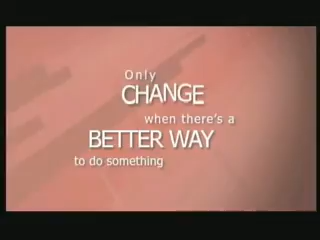 Only
CHANGE
when there's a
BETTER WAY
to do something